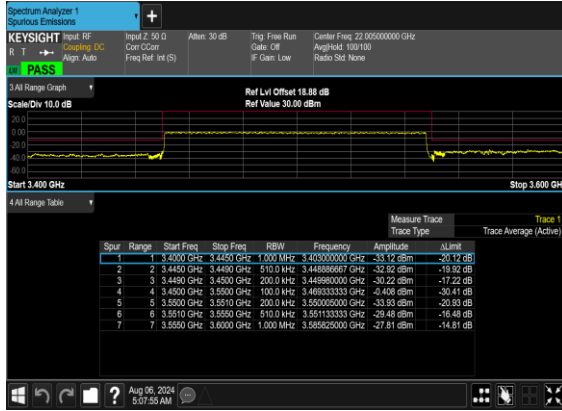 Spectrum Analyzer 1
Spurious Emissions
+
KEYSIGHT Input: RF Input Z: 50 Ω Atten: 30 dB Trig: Free Run Center Freq: 22.005000000 GHz
R T Coupling: DC Corr CCorr Gate: Off Avg|Hold: 100/100
Align: Auto Freq Ref: Int (S) IF Gain: Low Radio Std: None
PASS
3 All Range Graph
Ref Lvl Offset 18.88 dB
Scale/Div 10.0 dB Ref Value 30.00 dBm
20.0
0.00
-20.0
-40.0
-60.0
Start 3.400 GHz Stop 3.600 GH
4 All Range Table
Measure Trace Trace 1
Trace Type Trace Average (Active)
Spur Range Start Freq Stop Freq RBW Frequency Amplitude ΔLimit
1 1 3.4000 GHz 3.4450 GHz 1.000 MHz 3.403000000 GHz -33.12 dBm -20.12 dB
2 2 3.4450 GHz 3.4490 GHz 510.0 kHz 3.448886667 GHz -32.92 dBm -19.92 dB
3 3 3.4490 GHz 3.4500 GHz 200.0 kHz 3.449980000 GHz -30.22 dBm -17.22 dB
4 4 3.4500 GHz 3.5500 GHz 100.0 kHz 3.469333333 GHz -0.408 dBm -30.41 dB
5 5 3.5500 GHz 3.5510 GHz 200.0 kHz 3.550005000 GHz -33.93 dBm -20.93 dB
6 6 3.5510 GHz 3.5550 GHz 510.0 kHz 3.551133333 GHz -29.48 dBm -16.48 dB
7 7 3.5550 GHz 3.6000 GHz 1.000 MHz 3.585825000 GHz -27.81 dBm -14.81 dB
? Aug 06, 2024
5:07:55 AM